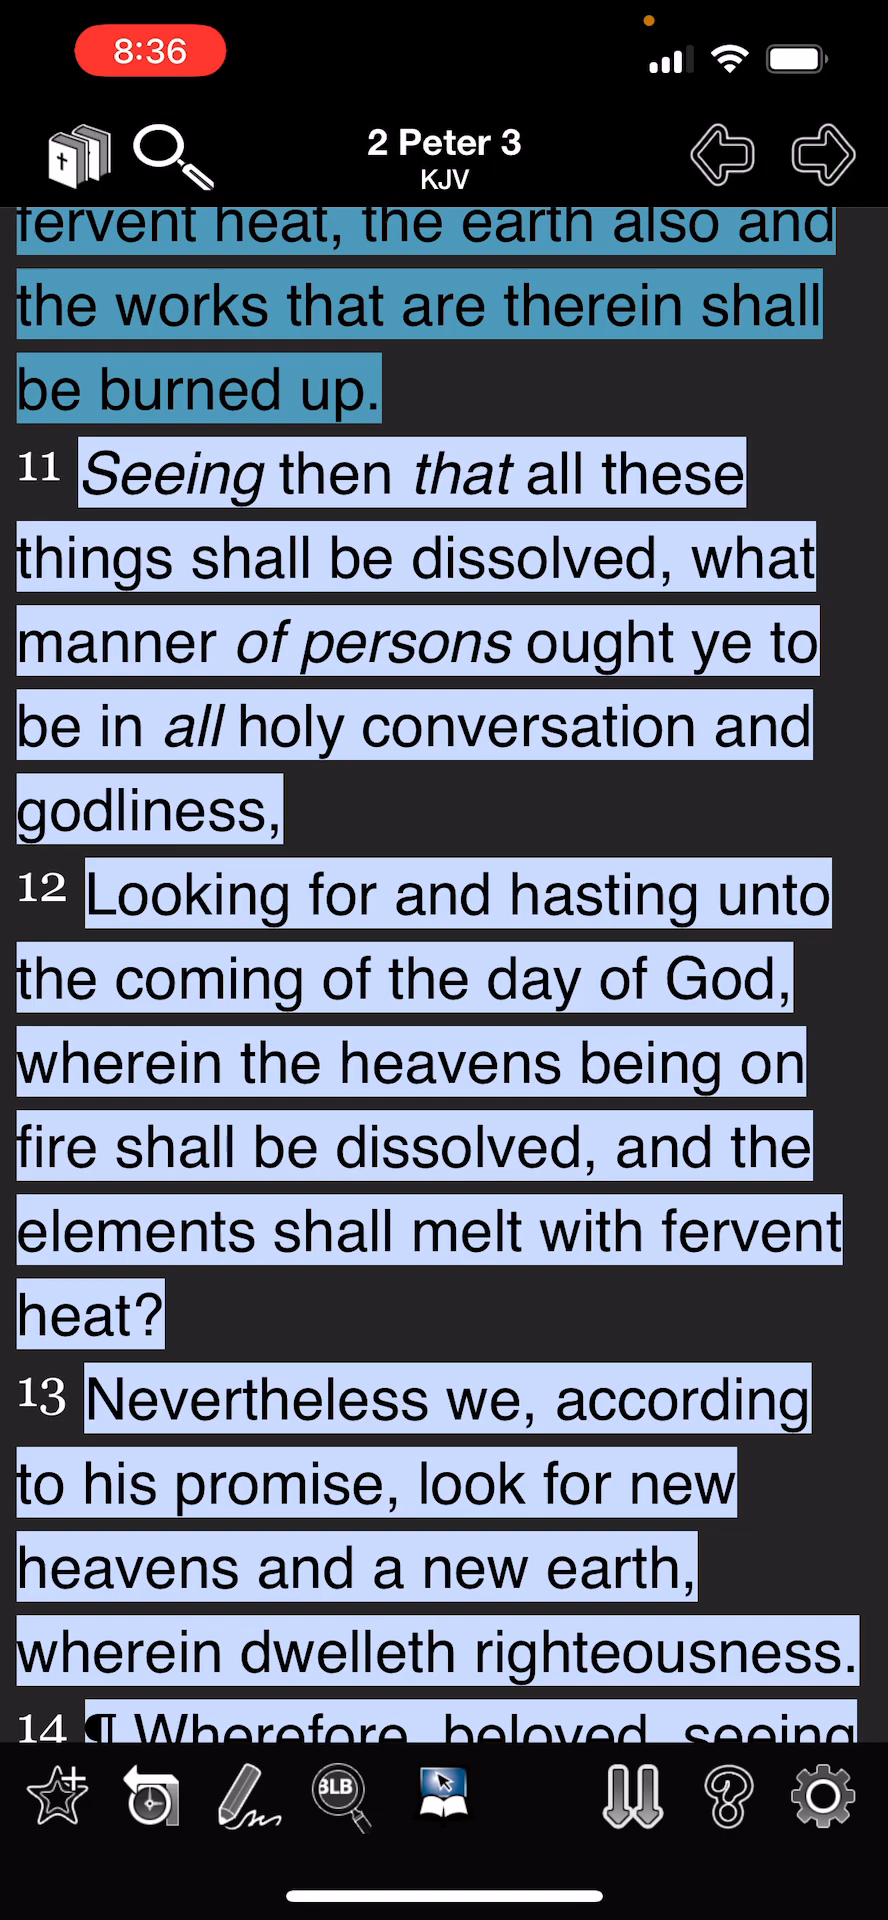 8:36
2 Peter 3
KJV
fervent heat, the earth also and
the works that are therein shall
be burned up.
11 Seeing then that all these
things shall be dissolved, what
manner of persons ought ye to
be in all holy conversation and
godliness,
12 Looking for and hasting unto
the coming of the day of God,
wherein the heavens being on
fire shall be dissolved, and the
elements shall melt with fervent
heat?
13 Nevertheless we, according
to his promise, look for new
heavens and a new earth,
wherein dwelleth righteousness.
14 ¶ Wherefore, beloved, seeing
BLB